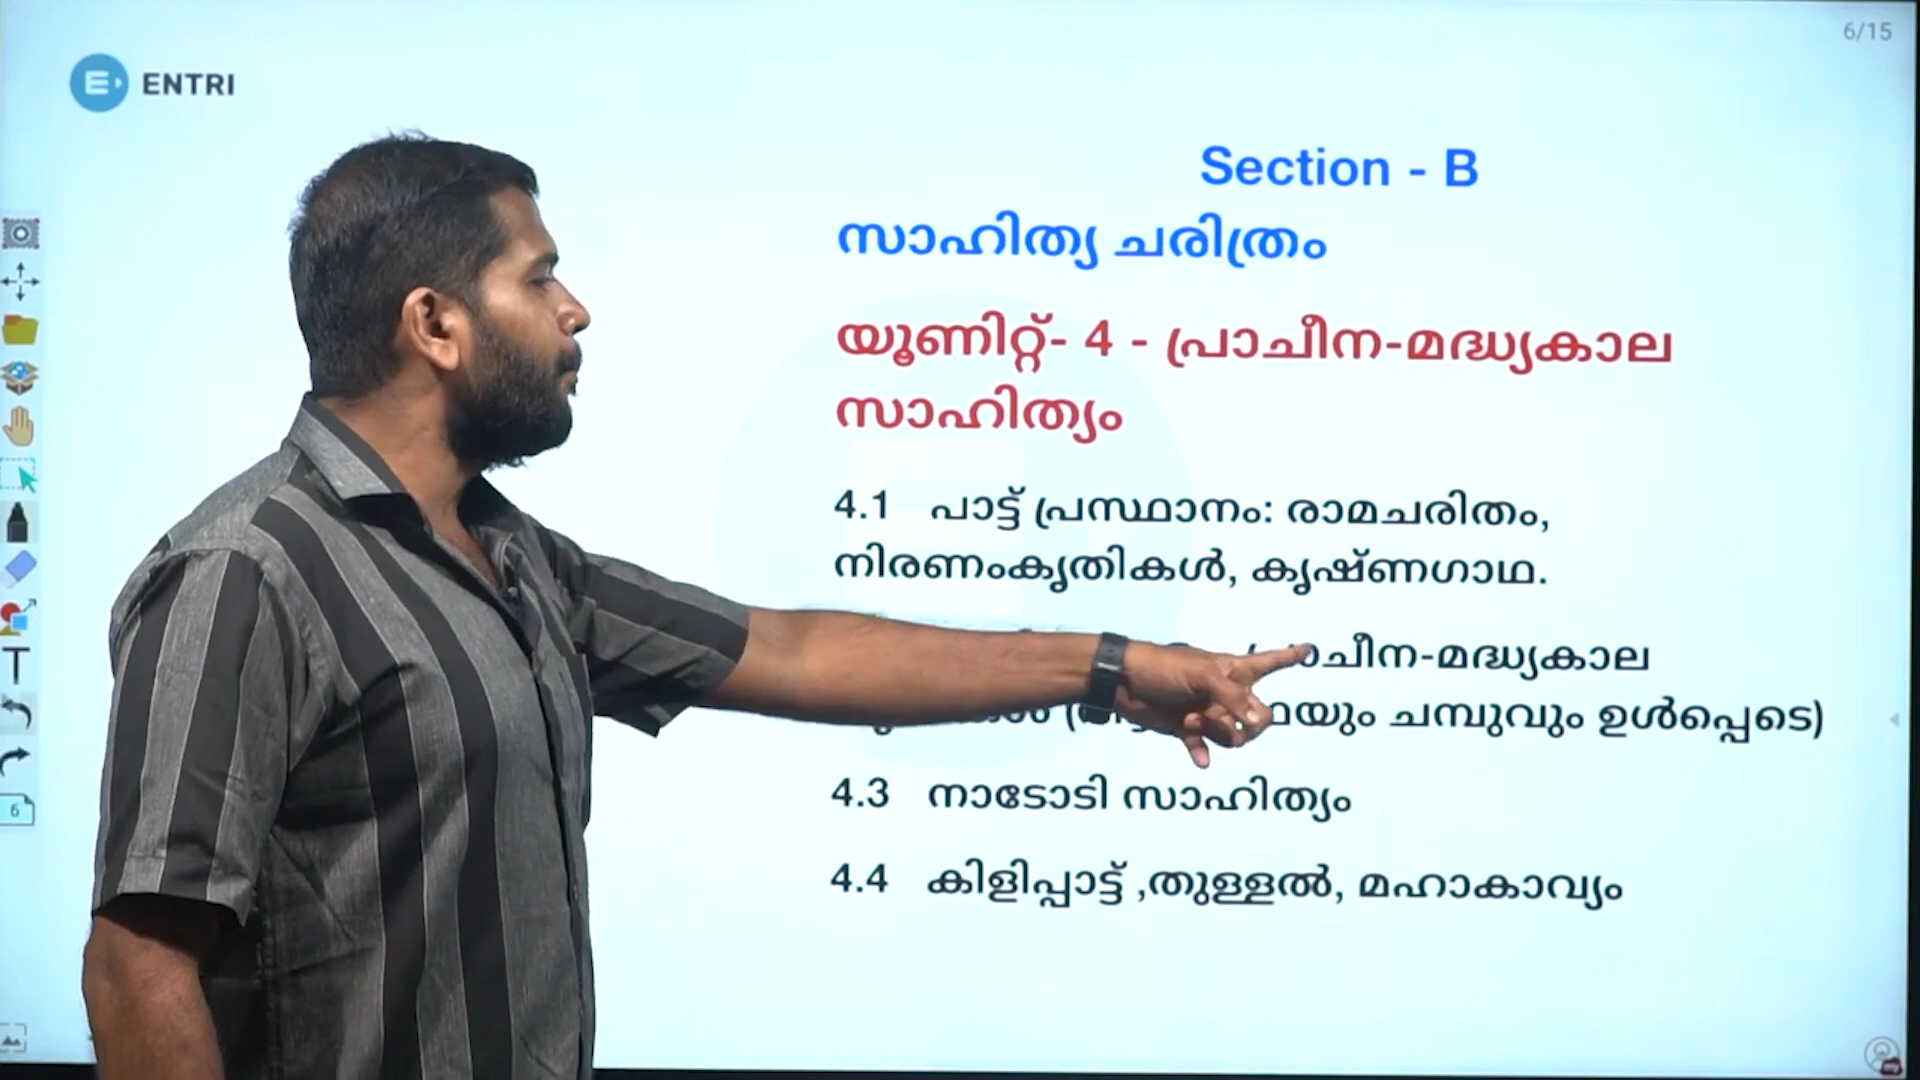 6/15
ENTRI
Section - B
സാഹിത്യ ചരിത്രം
യൂണിറ്റ്- 4 - പ്രാചീന-മദ്ധ്യകാല
സാഹിത്യം
4.1 പാട്ട് പ്രസ്ഥാനം: രാമചരിതം,
നിരണംകൃതികൾ, കൃഷ്ണഗാഥ.
പ്രാചീന-മദ്ധ്യകാല
ചമ്പുവും ഉൾപ്പെടെ)
4.3 നാടോടി സാഹിത്യം
4.4 കിളിപ്പാട്ട് ,തുള്ളൽ, മഹാകാവ്യം
T
6